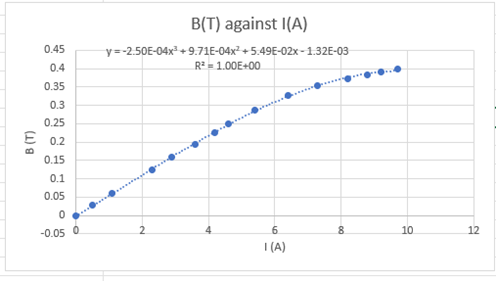 B(T) against I(A)
y = -2.50E-04x³ + 9.71E-04x² + 5.49E-02x - 1.32E-03
R² = 1.00E+00
0.45
0.4
0.35
0.3
0.25
0.2
0.15
0.1
0.05
0
-0.05
B (T)
0 2 4 6 8 10 12
I (A)